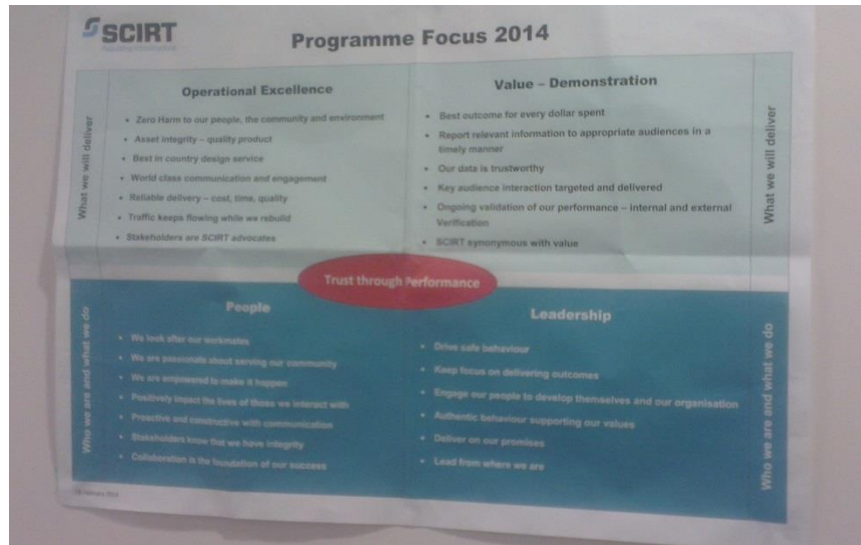 SCIRT
Programme Focus 2014
What we will deliver
Operational Excellence
• Zero Harm to our people, the community and environment
• Asset integrity – quality product
• Best in country design service
• World class communication and engagement
• Reliable delivery – cost, time, quality
• Traffic keeps flowing while we rebuild
• Stakeholders are SCIRT advocates
Value – Demonstration
• Best outcome for every dollar spent
• Report relevant information to appropriate audiences in a
timely manner
• Our data is trustworthy
• Key audience interaction targeted and delivered
• Ongoing validation of our performance – internal and external
Verification
• SCIRT synonymous with value
What we will deliver
Trust through Performance
Who we are and what we do
People
• We look after our workmates
• We are passionate about serving our community
• We are empowered to make it happen
• Positively impact the lives of those we interact with
• Proactive and constructive with communication
• Stakeholders know that we have integrity
• Collaboration is the foundation of our success
Leadership
• Drive safe behaviour
• Keep focus on delivering outcomes
• Engage our people to develop themselves and our organisation
• Authentic behaviour supporting our values
• Deliver on our promises
• Lead from where we are
Who we are and what we do